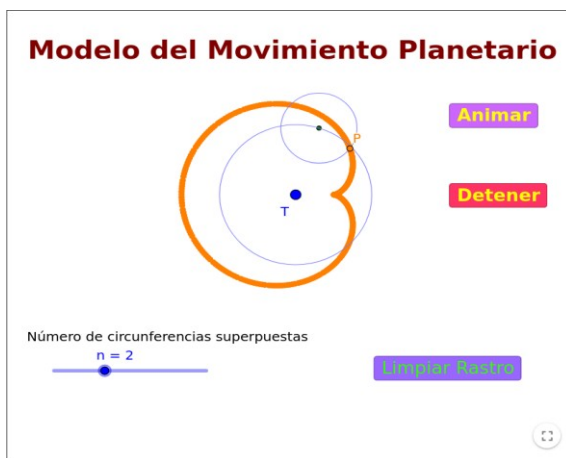 Modelo del Movimiento Planetario
Animar
P
Detener
T
Número de circunferencias superpuestas
n = 2
Limpiar Rastro